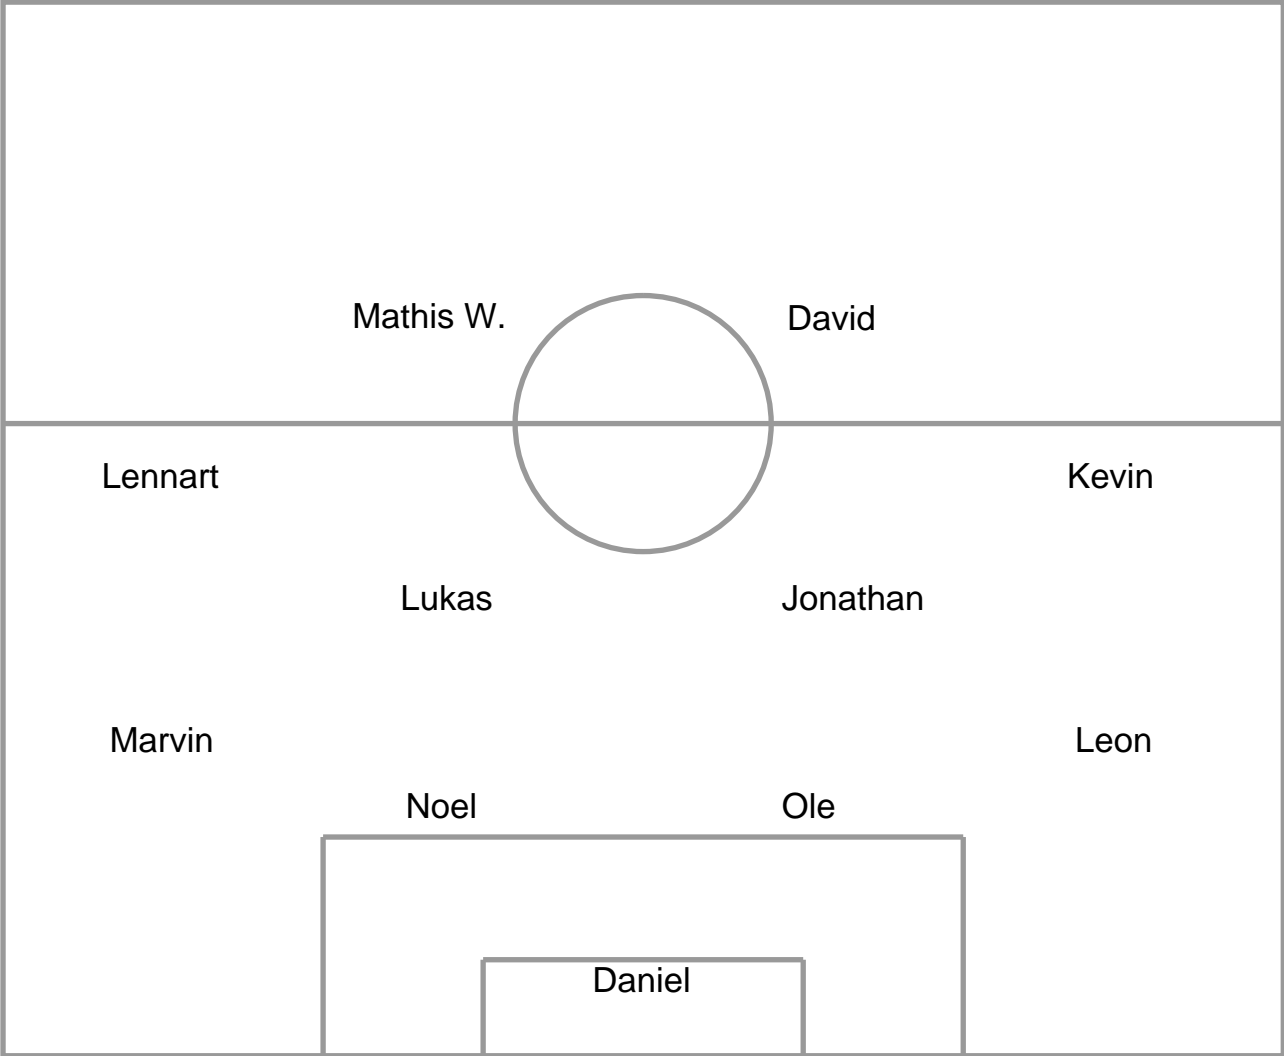 Mathis W.
David
Lennart
Kevin
Lukas
Jonathan
Marvin
Leon
Noel
Ole
Daniel